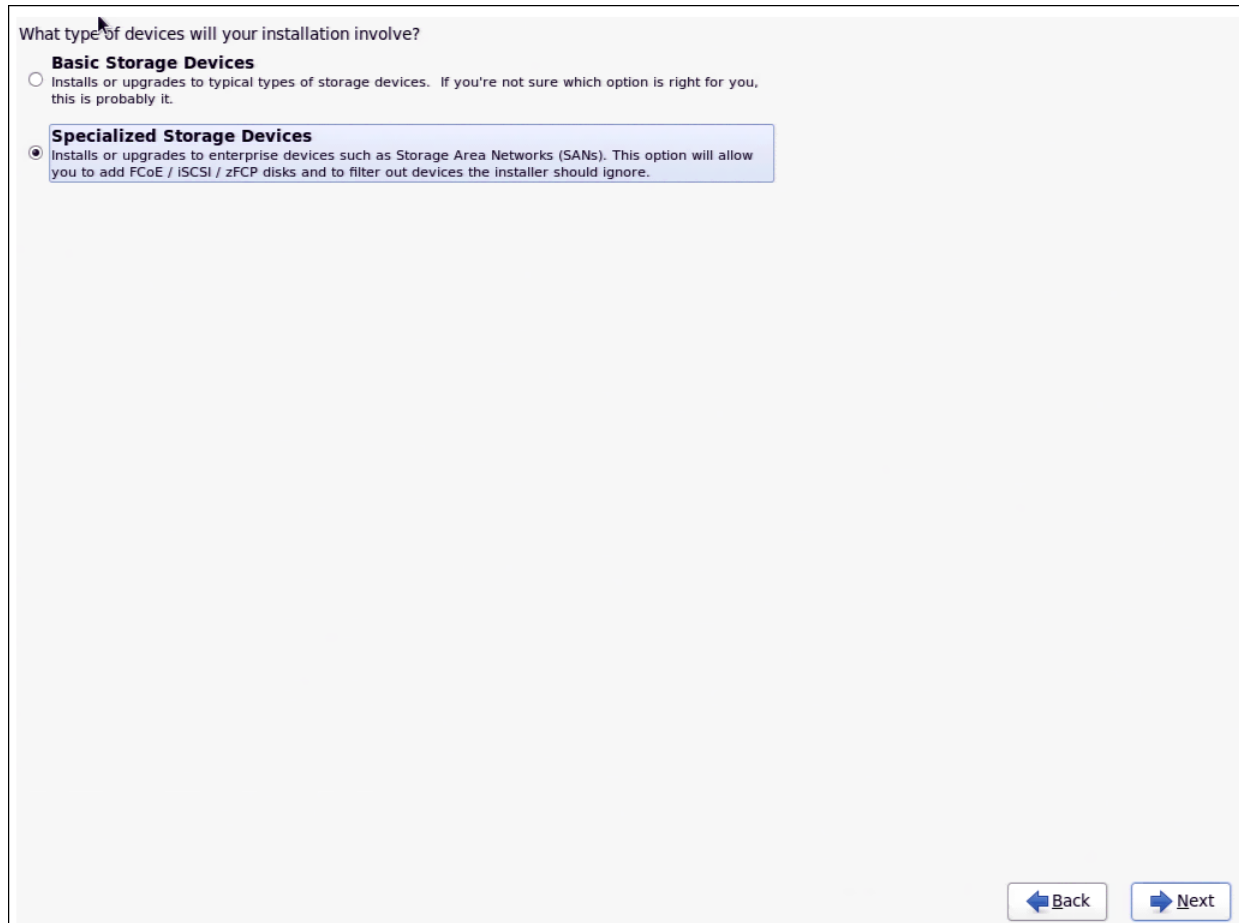 What type of devices will your installation involve?
Basic Storage Devices
Installs or upgrades to typical types of storage devices.  If you're not sure which option is right for you,
this is probably it.
Specialized Storage Devices
Installs or upgrades to enterprise devices such as Storage Area Networks (SANs). This option will allow
you to add FCoE / iSCSI / zFCP disks and to filter out devices the installer should ignore.
Back
Next